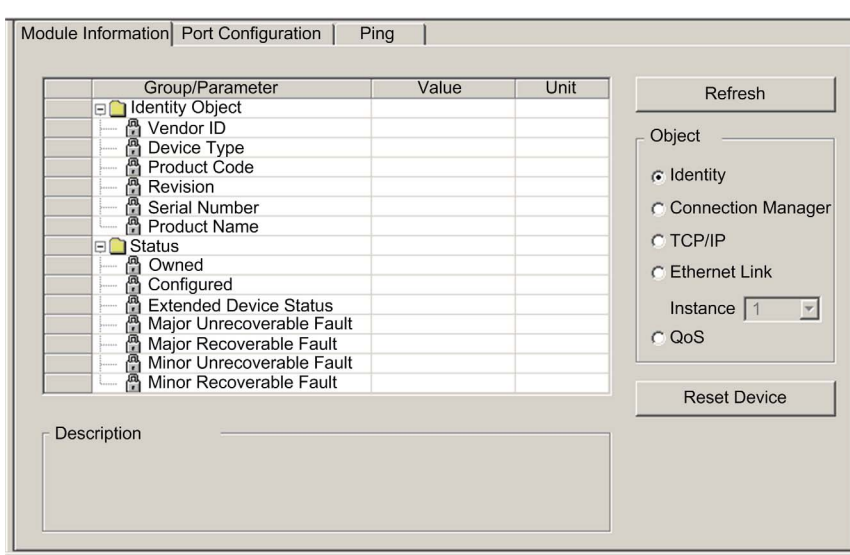 Module Information Port Configuration Ping
Group/Parameter Value Unit
Identity Object
Vendor ID
Device Type
Product Code
Revision
Serial Number
Product Name
Status
Owned
Configured
Extended Device Status
Major Unrecoverable Fault
Major Recoverable Fault
Minor Unrecoverable Fault
Minor Recoverable Fault
Description
Refresh
Object
Identity
Connection Manager
TCP/IP
Ethernet Link
Instance 1
QoS
Reset Device